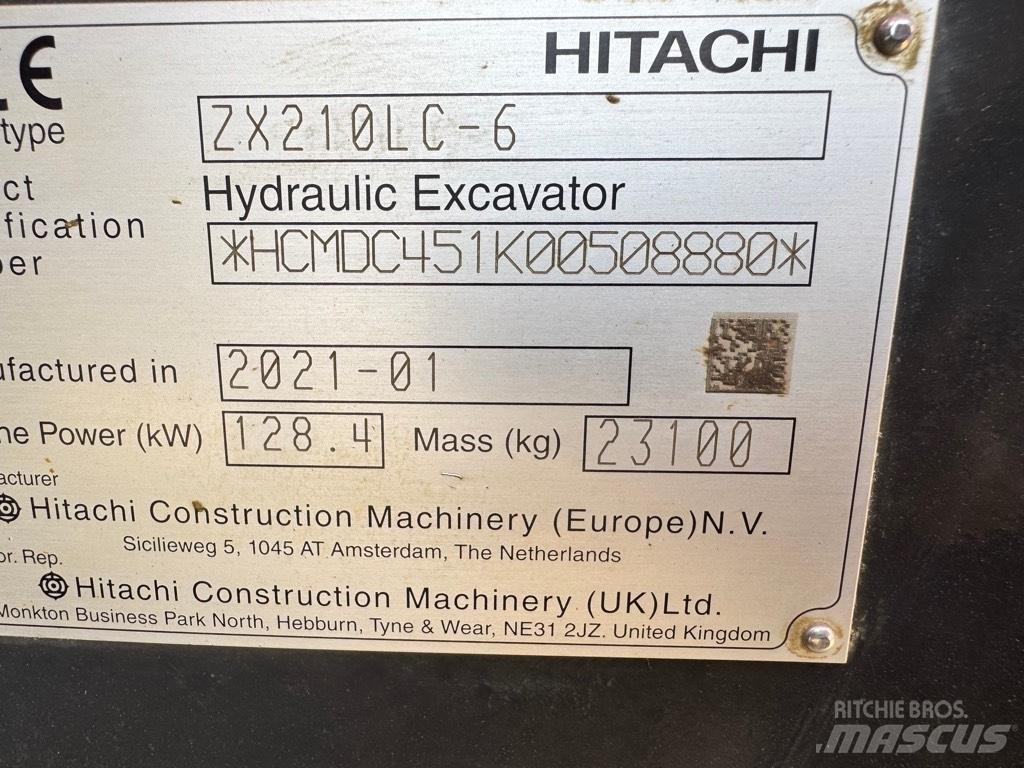 CE HITACHI
type ZX210LC-6
ct Hydraulic Excavator
fication
ber *HCMDC451K00508880*
ufactured in 2021-01
ne Power (kW) 128.4 Mass (kg) 23100
acturer
Hitachi Construction Machinery (Europe)N.V.
Sicilieweg 5, 1045 AT Amsterdam, The Netherlands
or. Rep.
Hitachi Construction Machinery (UK)Ltd.
Monkton Business Park North, Hebburn, Tyne & Wear, NE31 2JZ. United Kingdom
RITCHIE BROS.
MASCUS